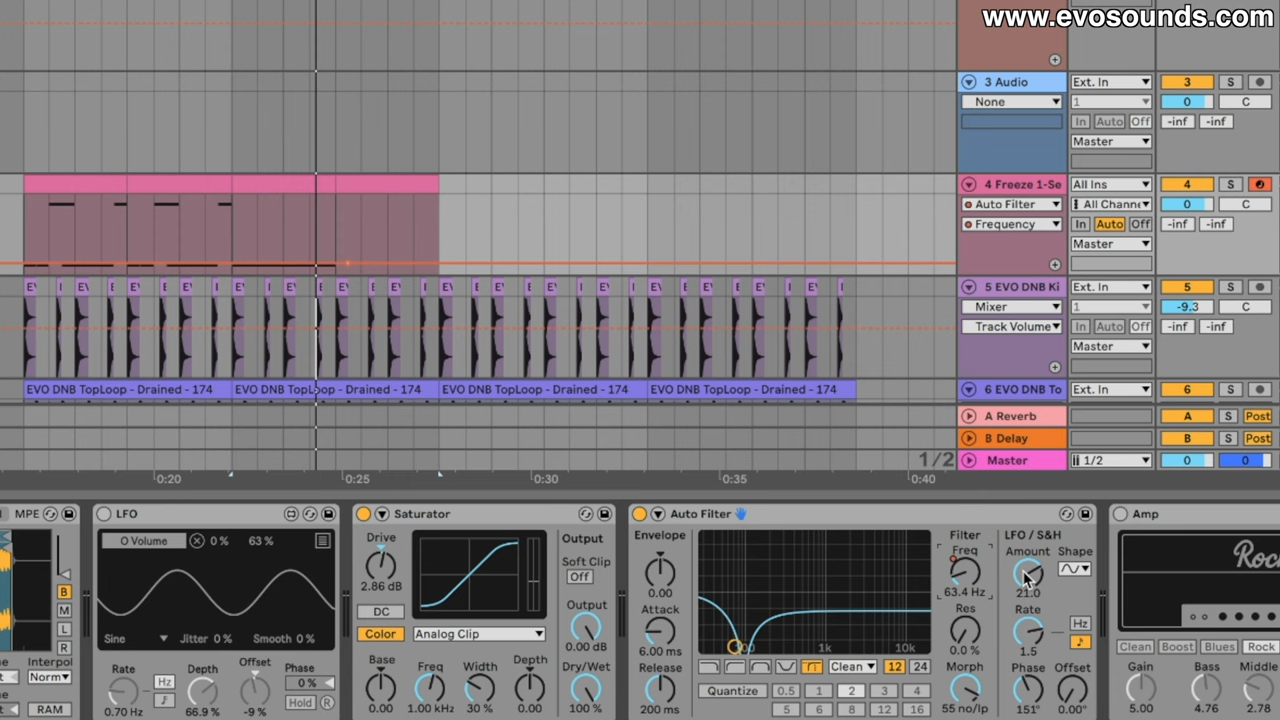 www.evosounds.com
3 Audio
Ext. In
3
S
None
1
0
C
In Auto Off
-inf
-inf
Master
4 Freeze 1-Se
All Ins
4
S
Auto Filter
All Channe
0
C
Frequency
In Auto Off
-inf
-inf
Master
5 EVO DNB Ki
Ext. In
5
S
Mixer
1
-9.3
C
Track Volume
In Auto Off
-inf
-inf
Master
EVO DNB TopLoop - Drained - 174
EVO DNB TopLoop - Drained - 174
EVO DNB TopLoop - Drained - 174
EVO DNB TopLoop - Drained - 174
6 EVO DNB To
Ext. In
6
S
A Reverb
A
S
Post
B Delay
B
S
Post
1/2
Master
1/2
0
0
0:20
0:25
0:30
0:35
0:40
MPE
B
M
L
R
Interpol
Norm
RAM
LFO
O Volume
0 %
63 %
Sine
Jitter 0 %
Smooth 0 %
Rate
0.70 Hz
Hz
Depth
66.9 %
Offset
-9 %
Phase
0 %
Hold
R
Saturator
Drive
2.86 dB
DC
Color
Analog Clip
Output
Soft Clip
Off
Output
0.00 dB
Base
0.00
Freq
1.00 kHz
Width
30 %
Depth
0.00
Dry/Wet
100 %
Auto Filter
Envelope
0.00
Attack
6.00 ms
Release
200 ms
1k
10k
Clean
12
24
Quantize
0.5
1
2
3
4
5
6
8
12
16
Filter
Freq
63.4 Hz
Res
0.0 %
Morph
55 no/lp
LFO / S&H
Amount
Shape
21.0
Rate
1.5
Hz
Phase
151°
Offset
0.00
Amp
Roc
Clean
Boost
Blues
Rock
Gain
5.00
Bass
4.76
Middle
2.78